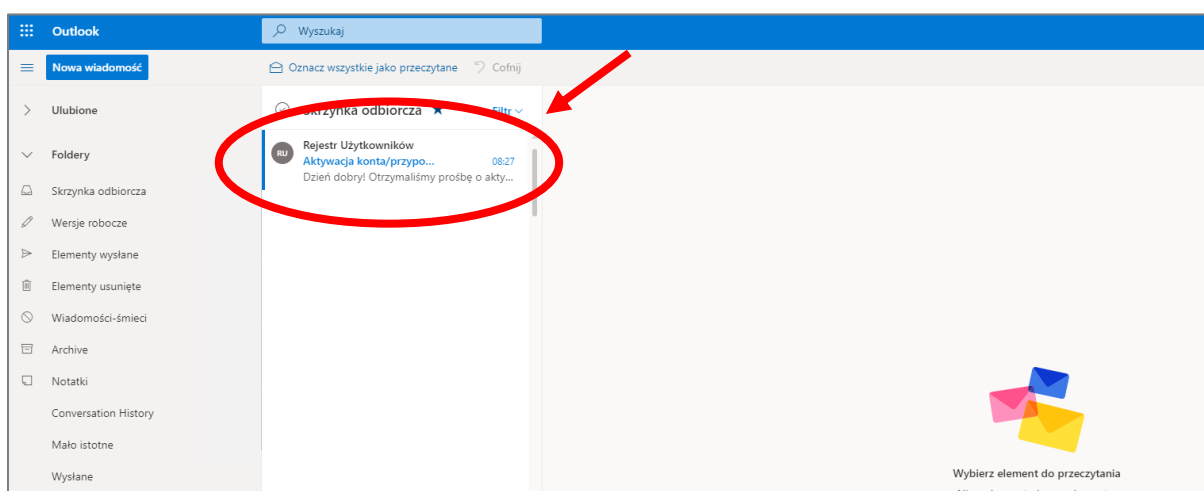 Outlook
Wyszukaj
Nowa wiadomość
Oznacz wszystkie jako przeczytane
Cofnij
Ulubione
Foldery
Skrzynka odbiorcza
Wersje robocze
Elementy wysłane
Elementy usunięte
Wiadomości-śmieci
Archive
Notatki
Conversation History
Mało istotne
Wysłane
Skrzynka odbiorcza
Filtr
RU
Rejestr Użytkowników
Aktywacja konta/przypo...
08:27
Dzień dobry! Otrzymaliśmy prośbę o akty...
Wybierz element do przeczytania